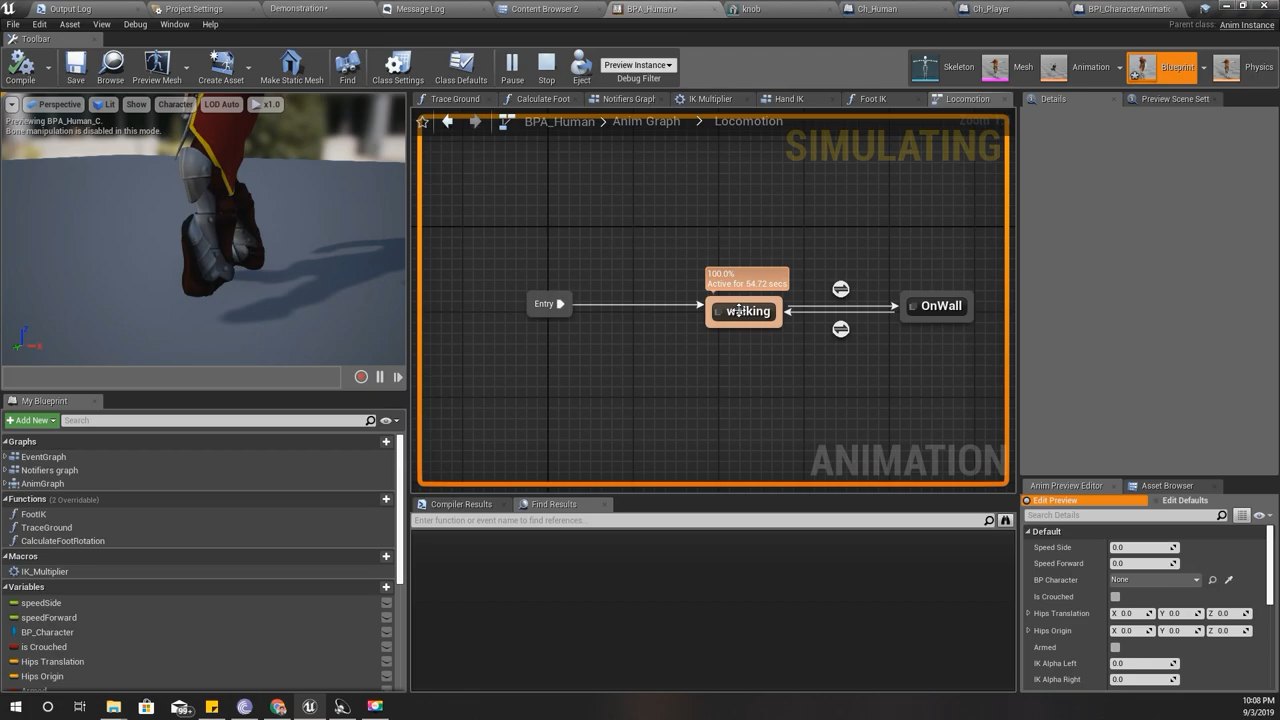 Output Log
Project Settings
Demonstration*
Message Log
Content Browser 2
BPA_Human*
knob
Ch_Human
Ch_Player
BPI_CharacterAnimatic
File
Edit
Asset
View
Debug
Window
Help
Parent class: Anim Instance
Toolbar
Compile
Save
Browse
Preview Mesh
Create Asset
Make Static Mesh
Find
Class Settings
Class Defaults
Pause
Stop
Eject
Preview Instance
Debug Filter
Skeleton
Mesh
Animation
Blueprint
Physics
Perspective
Lit
Show
Character
LOD Auto
x1.0
Previewing BPA_Human_C.
Bone manipulation is disabled in this mode.
Trace Ground
Calculate Foot
Notifiers Graph
IK Multiplier
Hand IK
Foot IK
Locomotion
Details
Preview Scene Sett
BPA_Human > Anim Graph > Locomotion
Zoom
SIMULATING
100.0%
Active for 54.72 secs
Entry
walking
OnWall
ANIMATION
My Blueprint
Add New
Search
Graphs
EventGraph
Notifiers graph
AnimGraph
Functions (2 Overridable)
FootIK
TraceGround
CalculateFootRotation
Macros
IK_Multiplier
Variables
speedSide
speedForward
BP_Character
is Crouched
Hips Translation
Hips Origin
Armed
Compiler Results
Find Results
Enter function or event name to find references...
Anim Preview Editor
Asset Browser
Edit Preview
Edit Defaults
Search Details
Default
Speed Side 0.0
Speed Forward 0.0
BP Character None
Is Crouched
Hips Translation X 0.0 Y 0.0 Z 0.0
Hips Origin X 0.0 Y 0.0 Z 0.0
Armed
IK Alpha Left 0.0
IK Alpha Right 0.0
99+
10:08 PM
9/3/2019